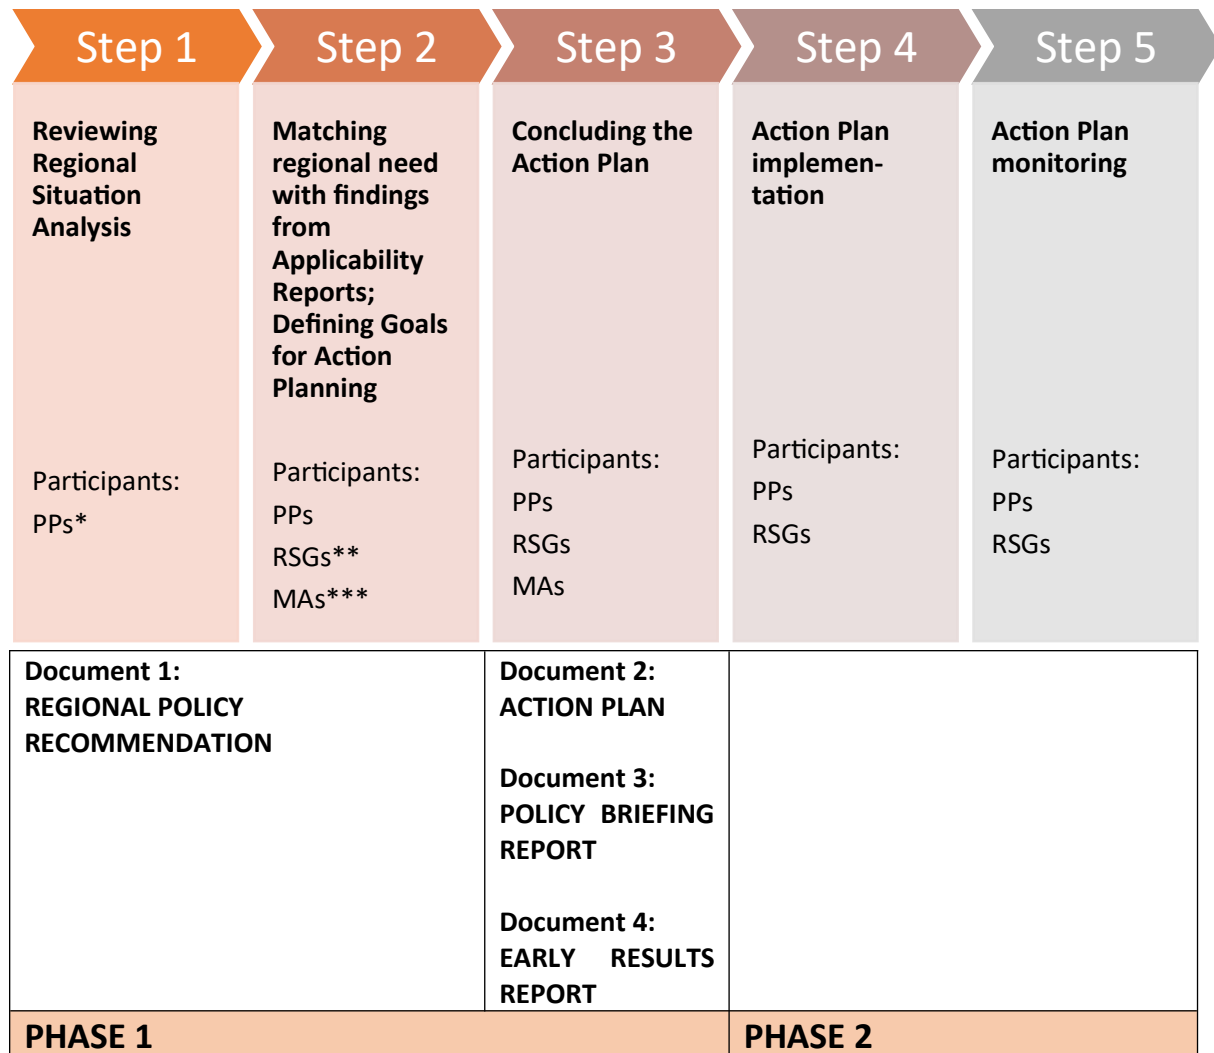 Step 1
Step 2
Step 3
Step 4
Step 5
Reviewing
Regional
Situation
Analysis
Participants:
PPs*
Matching
regional need
with findings
from
Applicability
Reports;
Defining Goals
for Action
Planning
Participants:
PPs
RSGs**
MAs***
Concluding the
Action Plan
Participants:
PPs
RSGs
MAs
Action Plan
implemen-
tation
Participants:
PPs
RSGs
Action Plan
monitoring
Participants:
PPs
RSGs
Document 1:
REGIONAL POLICY
RECOMMENDATION
Document 2:
ACTION PLAN
Document 3:
POLICY BRIEFING
REPORT
Document 4:
EARLY RESULTS
REPORT
PHASE 1
PHASE 2